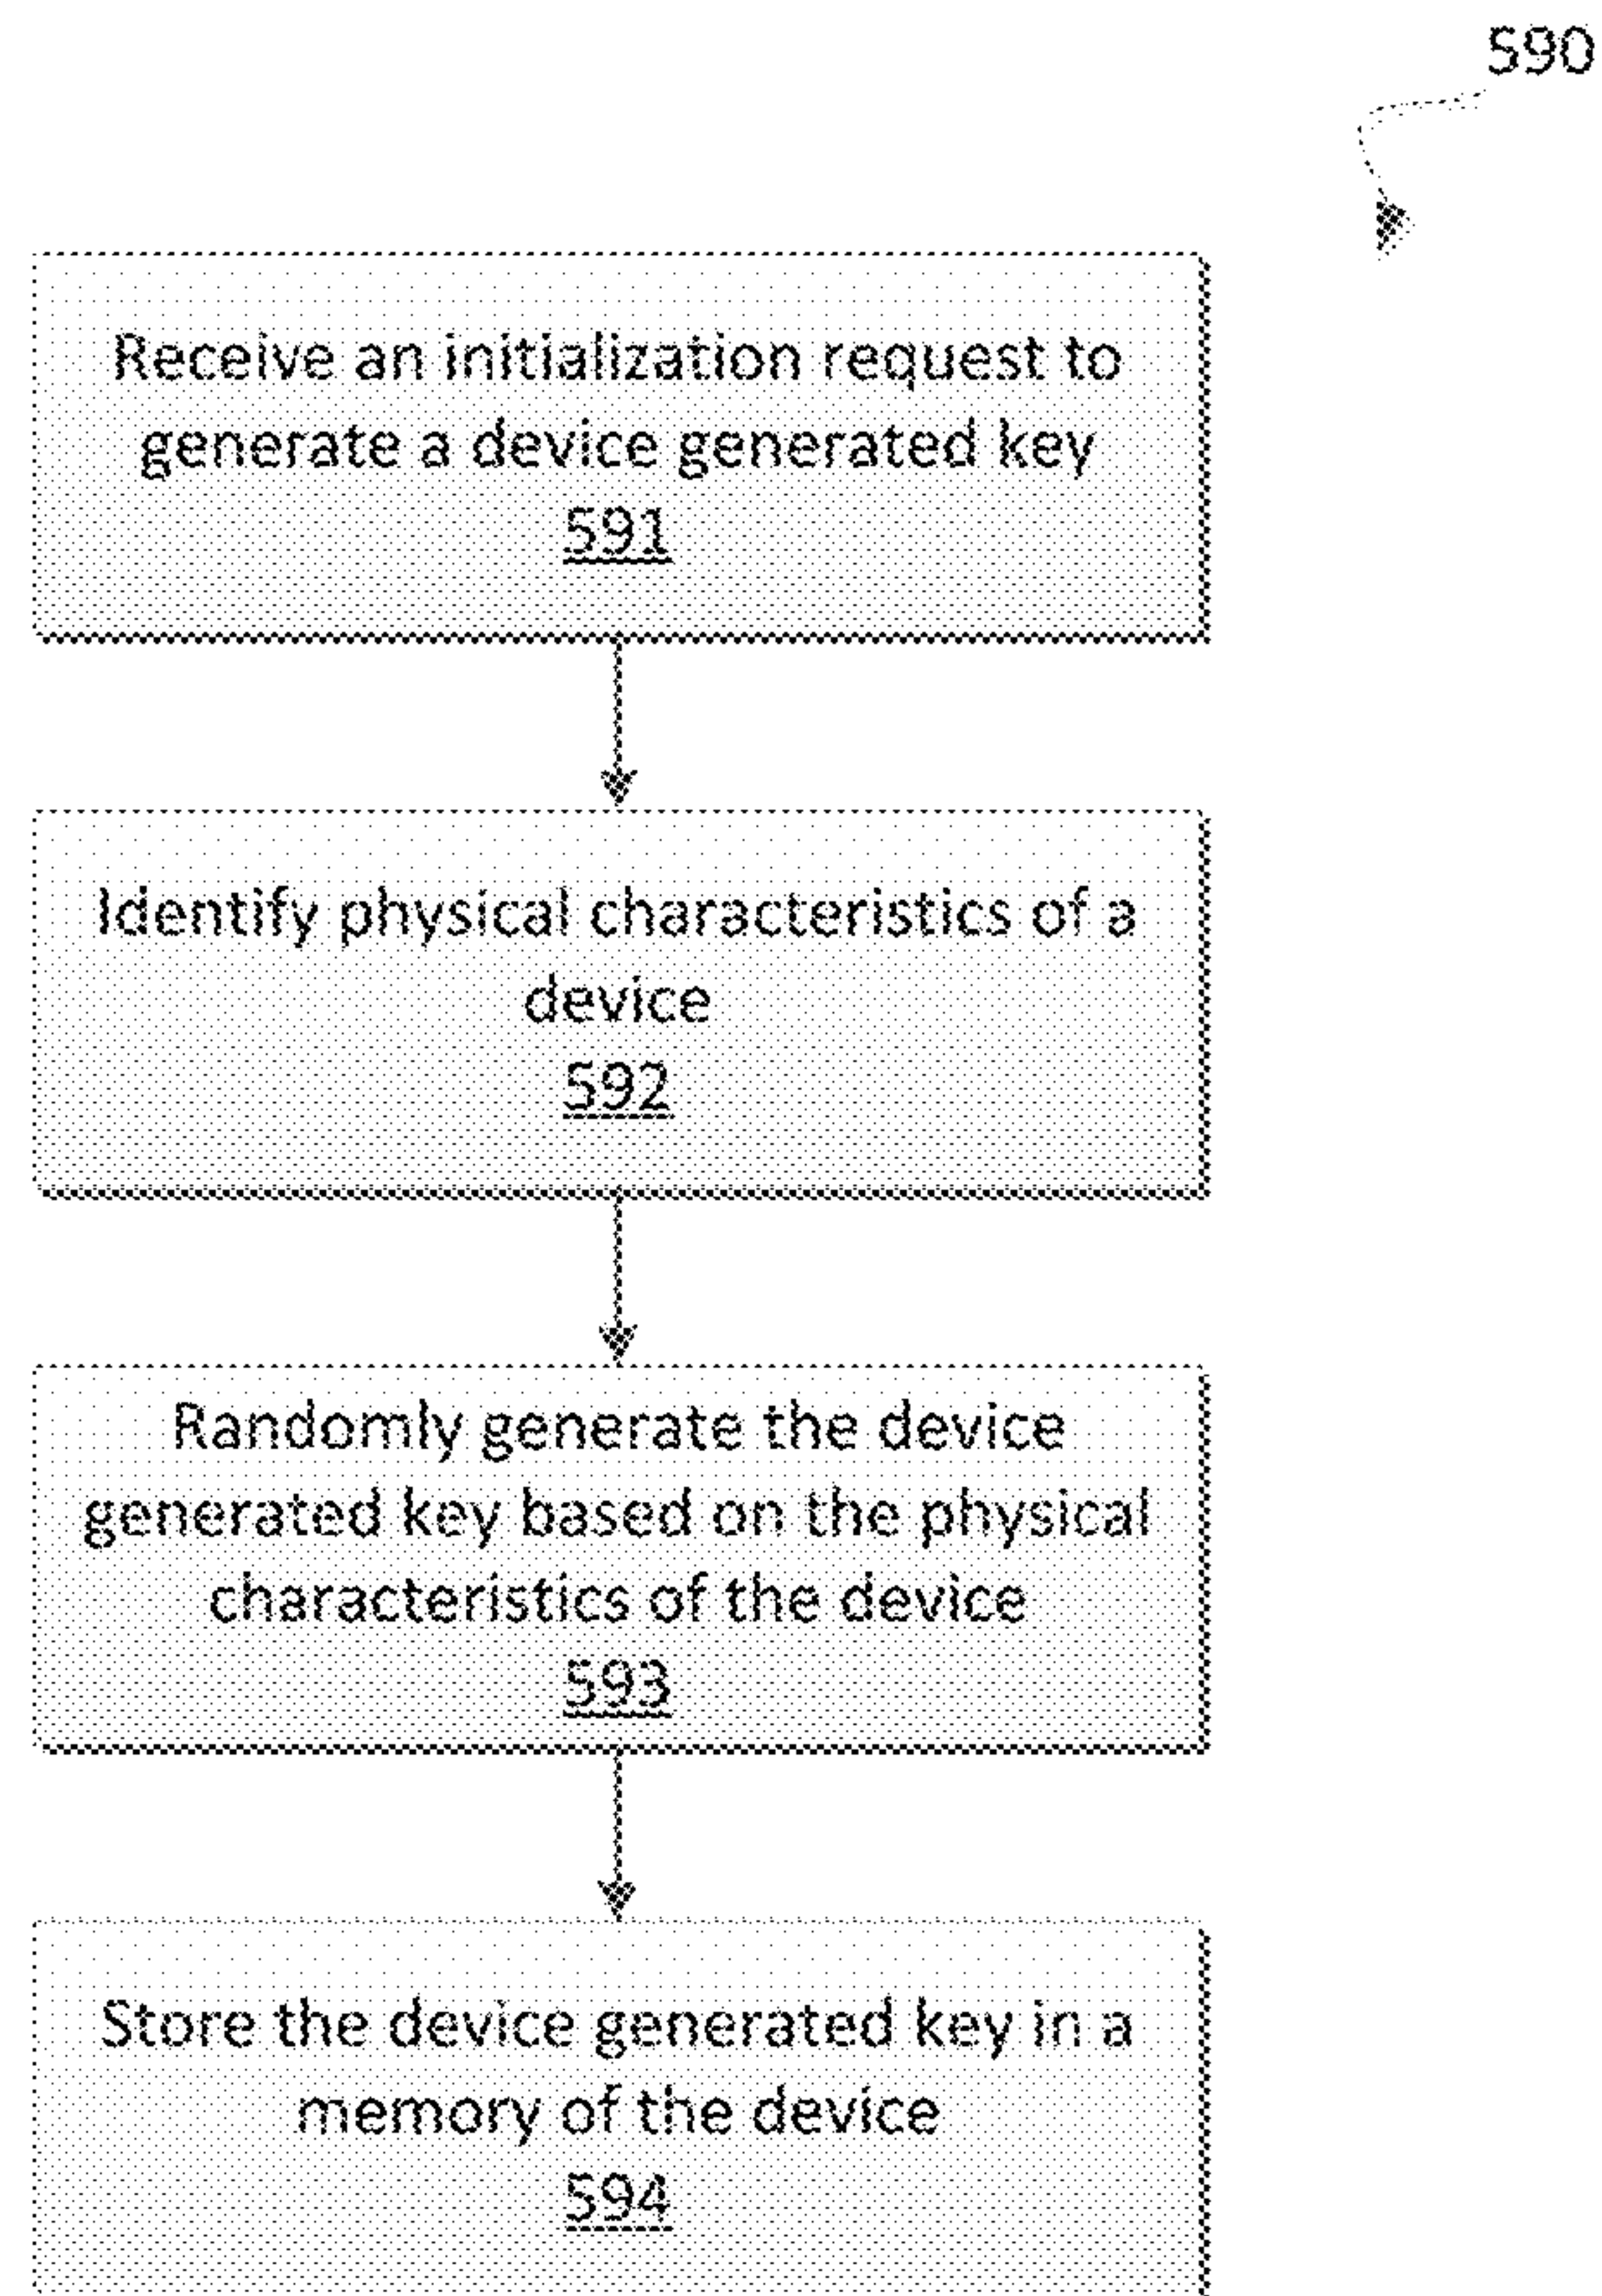 590
Receive an initialization request to
generate a device generated key
591
Identify physical characteristics of a
device
592
Randomly generate the device
generated key based on the physical
characteristics of the device
593
Store the device generated key in a
memory of the device
594